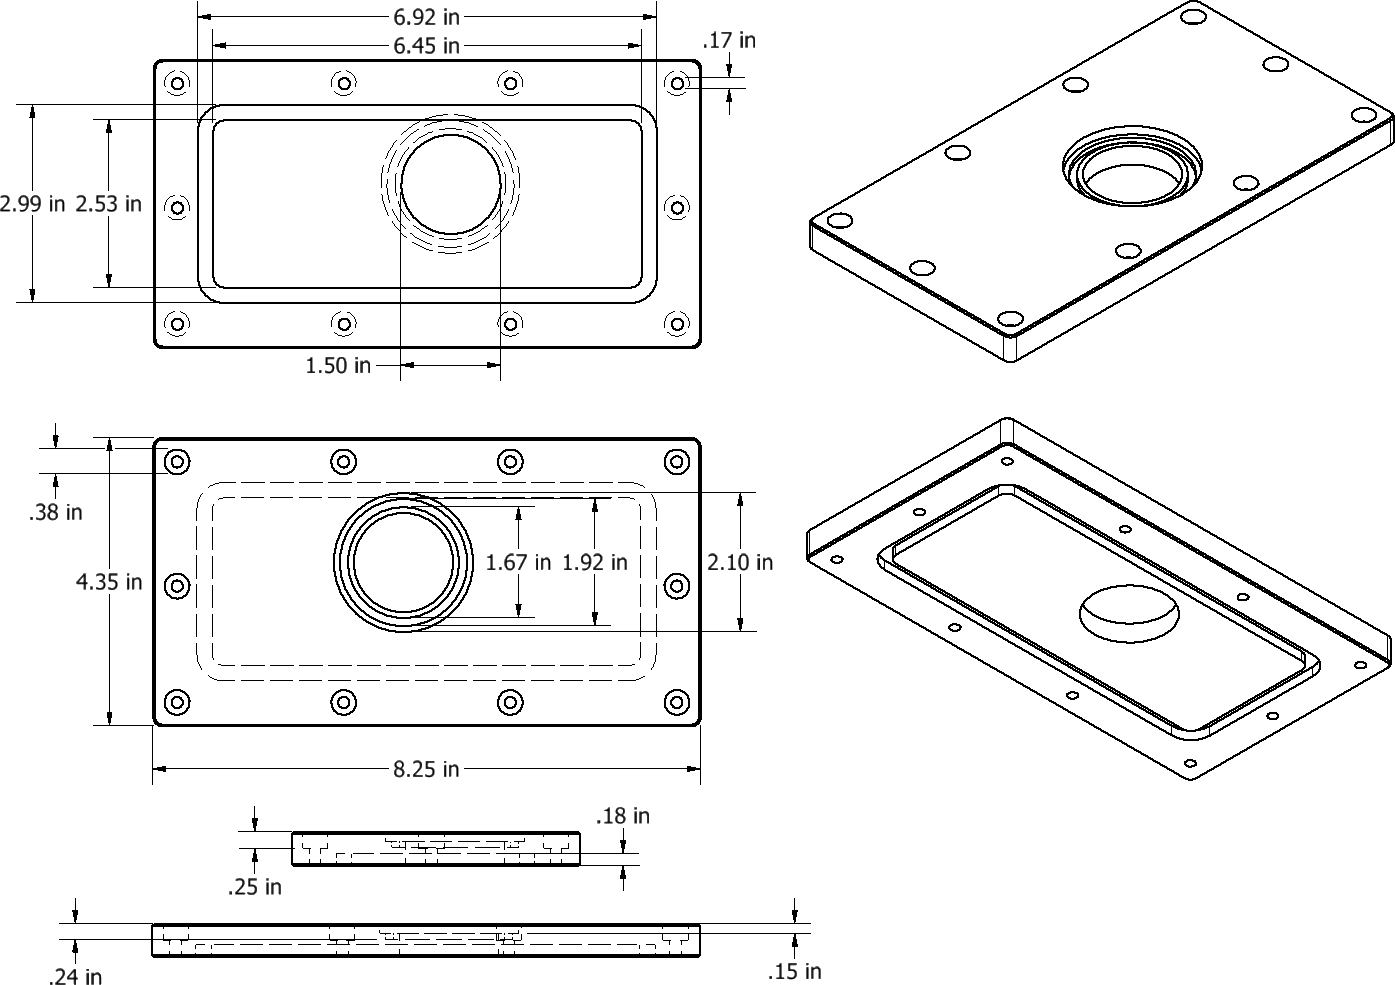 6.92 in
6.45 in
.17 in
2.99 in
2.53 in
1.50 in
.38 in
1.67 in
1.92 in
2.10 in
4.35 in
8.25 in
.18 in
.25 in
.24 in
.15 in